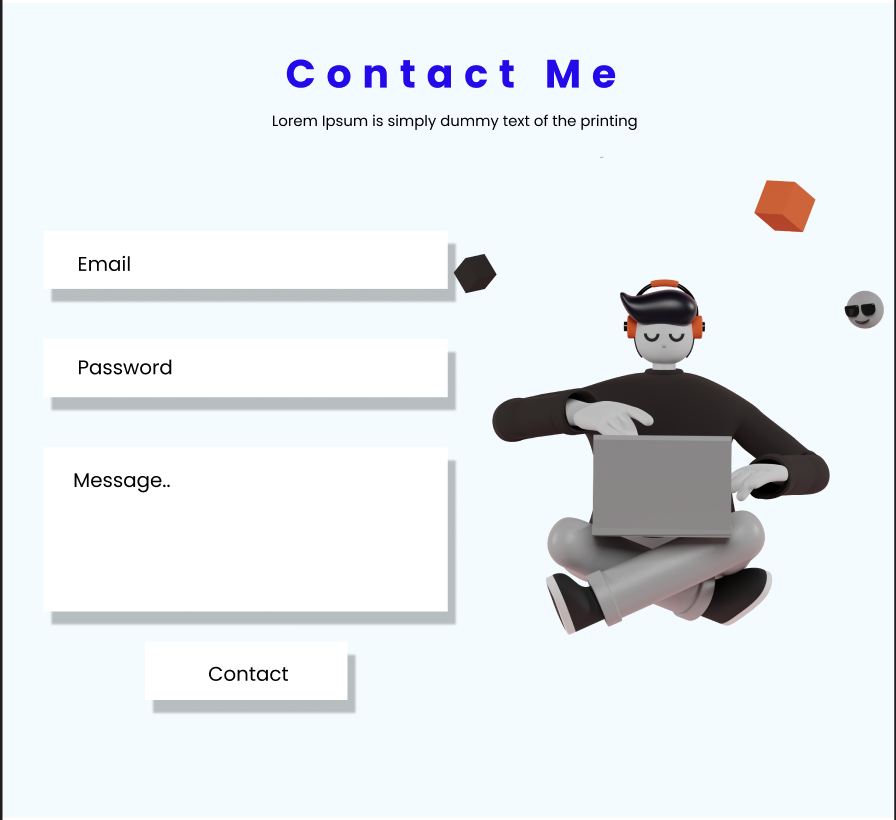 Contact Me
Lorem Ipsum is simply dummy text of the printing
Email
Password
Message..
Contact